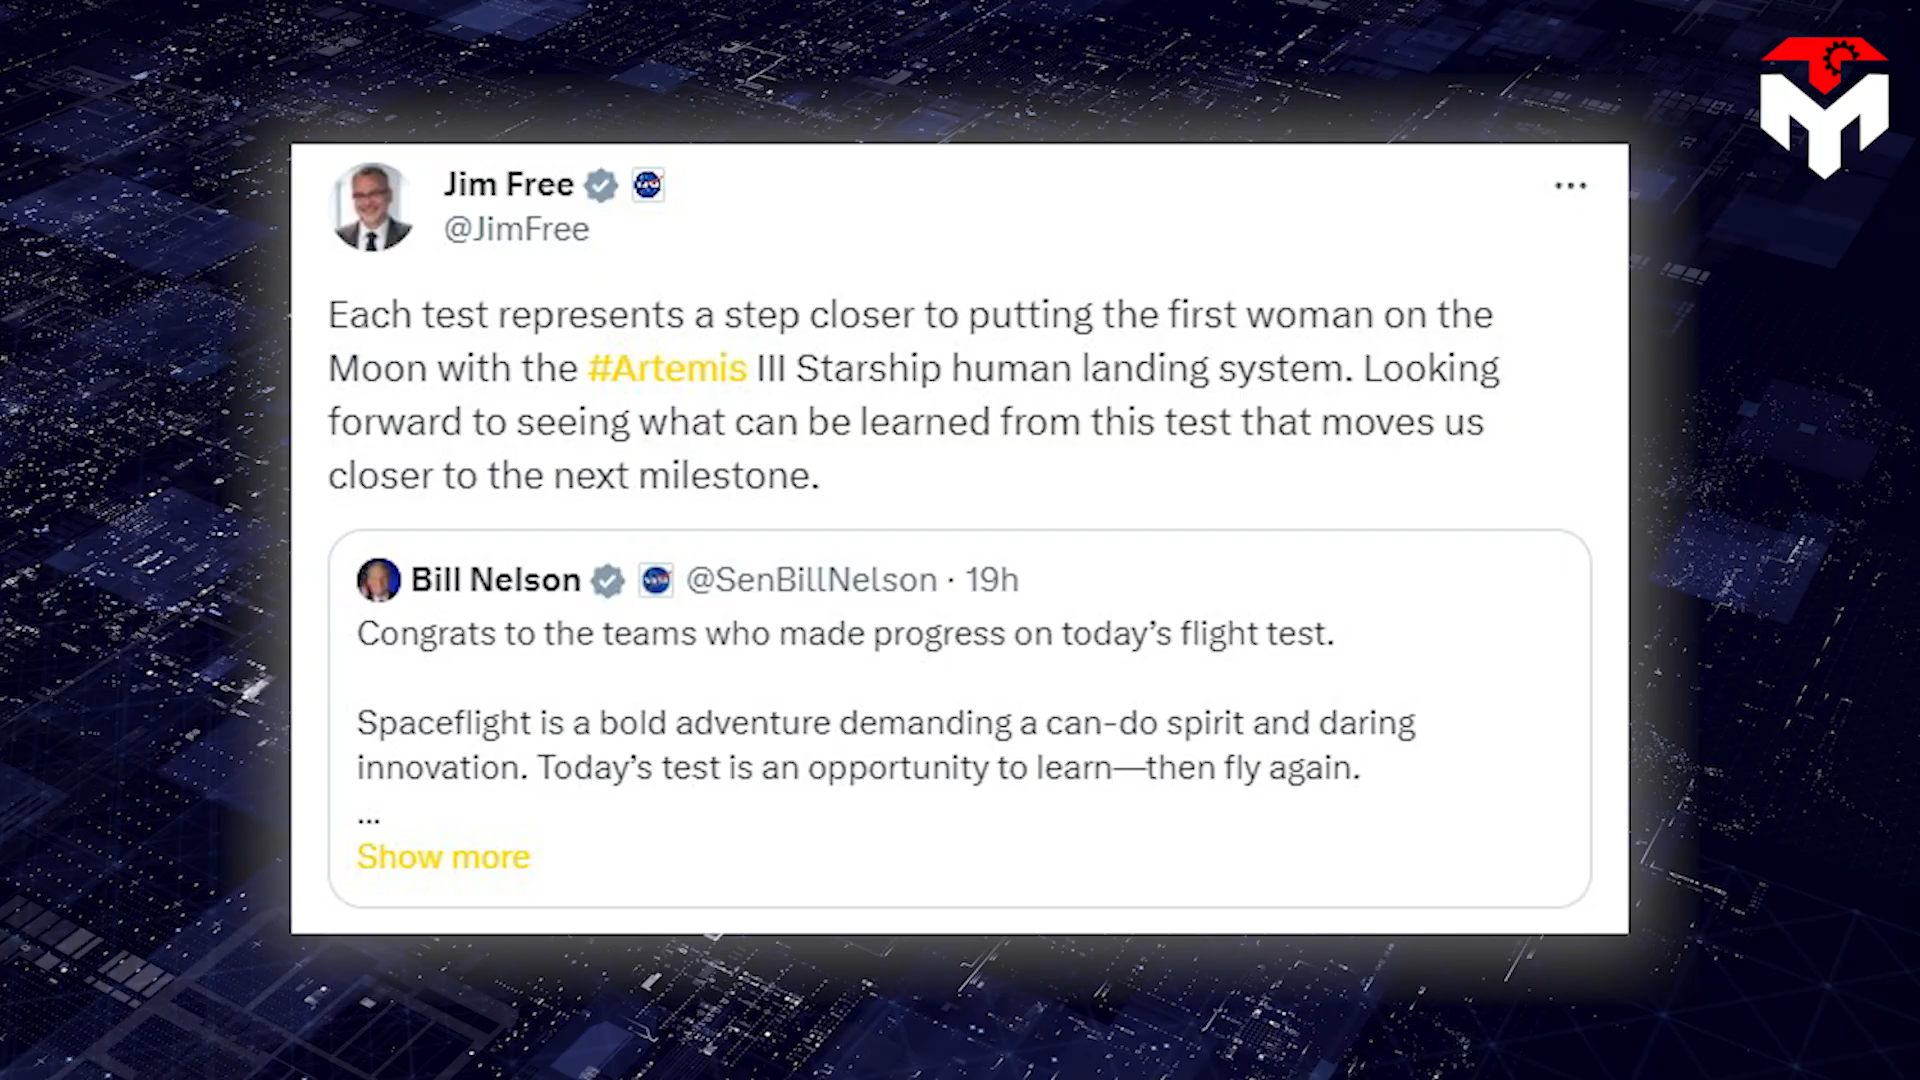 Jim Free
@JimFree
Each test represents a step closer to putting the first woman on the
Moon with the #Artemis III Starship human landing system. Looking
forward to seeing what can be learned from this test that moves us
closer to the next milestone.
Bill Nelson @SenBillNelson · 19h
Congrats to the teams who made progress on today’s flight test.
Spaceflight is a bold adventure demanding a can-do spirit and daring
innovation. Today’s test is an opportunity to learn—then fly again.
...
Show more